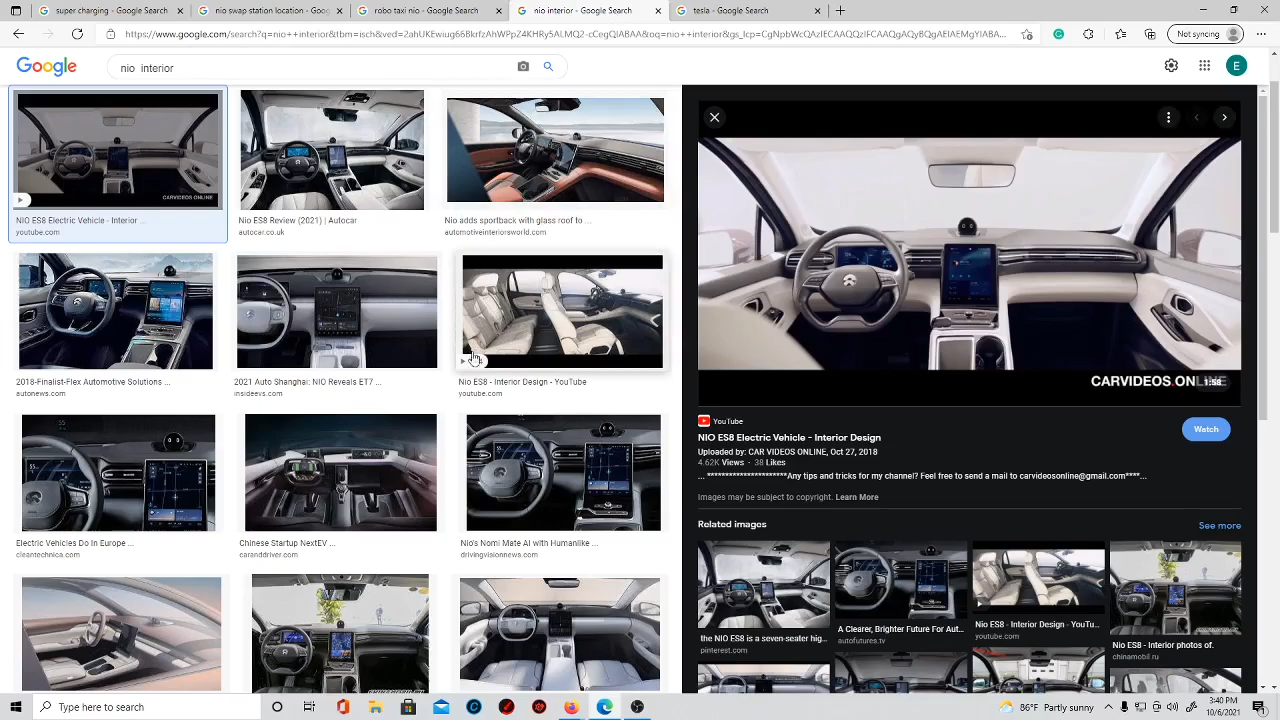 nio super charging - Google Sea
nio swap location - Google Searc
robo taxi nio - Google Search
nio interior - Google Search
tesla - Google Search
Not syncing
Google
nio interior
E
CARVIDEOS ONLINE
NIO ES8 Electric Vehicle - Interior ...
youtube.com
Nio ES8 Review (2021) | Autocar
autocar.co.uk
Nio adds sportback with glass roof to ...
automotiveinteriorsworld.com
2018-Finalist-Flex Automotive Solutions ...
autonews.com
2021 Auto Shanghai: NIO Reveals ET7 ...
insideevs.com
Nio ES8 - Interior Design - YouTube
youtube.com
Electric Vehicles Do In Europe ...
cleantechnica.com
Chinese Startup NextEV ...
caranddriver.com
Nio's Nomi Mate AI with Humanlike ...
drivingvisionnews.com
CARVIDEOS.ONLINE
1:58
YouTube
NIO ES8 Electric Vehicle - Interior Design
Watch
Uploaded by: CAR VIDEOS ONLINE, Oct 27, 2018
4.62K Views · 38 Likes
... **********************Any tips and tricks for my channel? Feel free to send a mail to carvideosonline@gmail.com****...
Images may be subject to copyright. Learn More
Related images
See more
the NIO ES8 is a seven-seater hig...
pinterest.com
A Clearer, Brighter Future For Aut...
autofutures.tv
Nio ES8 - Interior Design - YouTu...
youtube.com
Nio ES8 - Interior photos of.
chinamobil.ru
Type here to search
86°F Partly sunny
3:40 PM
10/6/2021
1